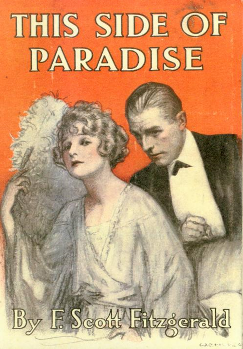 THIS SIDE OF
PARADISE
By F. Scott Fitzgerald